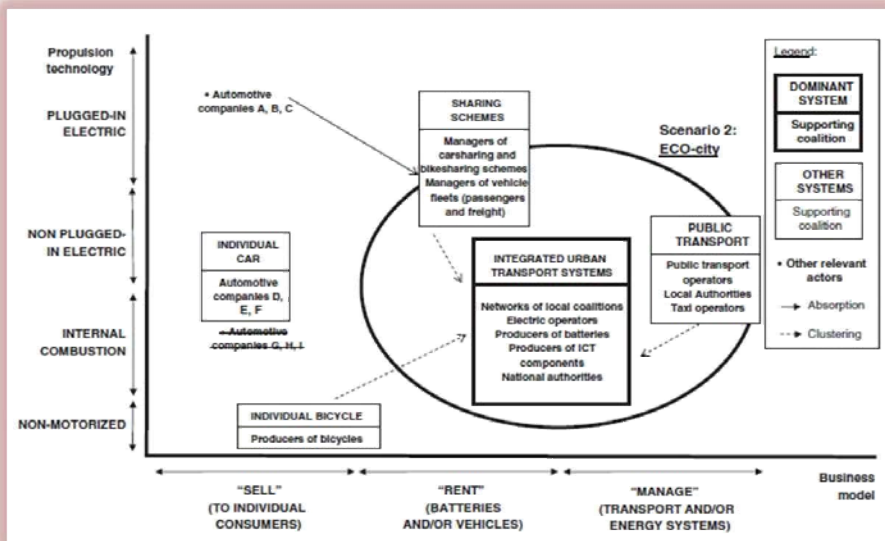 Propulsion
technology
PLUGGED-IN
ELECTRIC
NON PLUGGED-
IN ELECTRIC
INTERNAL
COMBUSTION
NON-MOTORIZED
• Automotive
companies A, B, C
SHARING
SCHEMES
Managers of
carsharing and
bikesharing schemes
Managers of vehicle
fleets (passengers
and freight)
Scenario 2:
ECO-city
INDIVIDUAL
CAR
Automotive
companies D,
E, F
• Automotive
companies G, H, I
INTEGRATED URBAN
TRANSPORT SYSTEMS
Networks of local coalitions
Electric operators
Producers of batteries
Producers of ICT
components
National authorities
PUBLIC
TRANSPORT
Public transport
operators
Local Authorities
Taxi operators
INDIVIDUAL BICYCLE
Producers of bicycles
Legend:
DOMINANT
SYSTEM
Supporting
coalition
OTHER
SYSTEMS
Supporting
coalition
• Other relevant
actors
Absorption
Clustering
"SELL"
(TO INDIVIDUAL
CONSUMERS)
"RENT"
(BATTERIES
AND/OR VEHICLES)
"MANAGE"
(TRANSPORT AND/OR
ENERGY SYSTEMS)
Business
model